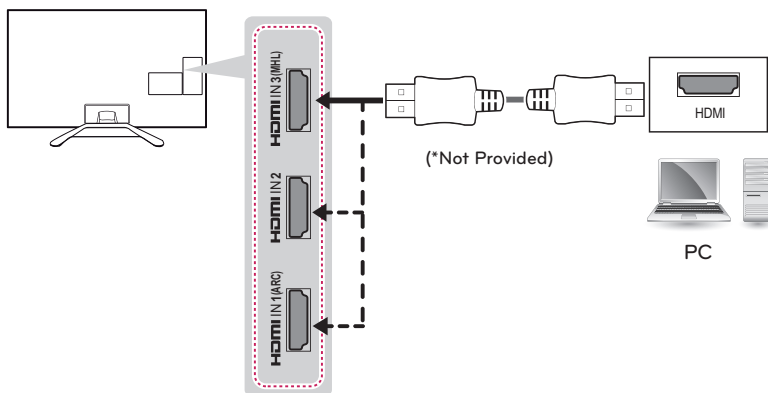 HDMI IN 3(MHL)
HDMI IN 2
HDMI IN 1(ARC)
(*Not Provided)
HDMI
PC